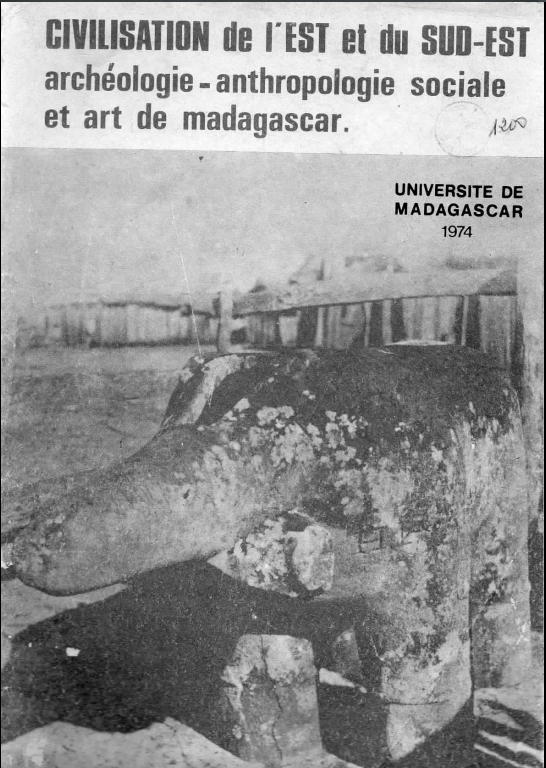 CIVILISATION de l'EST et du SUD-EST
archéologie - anthropologie sociale
et art de madagascar.
1200
UNIVERSITE DE
MADAGASCAR
1974